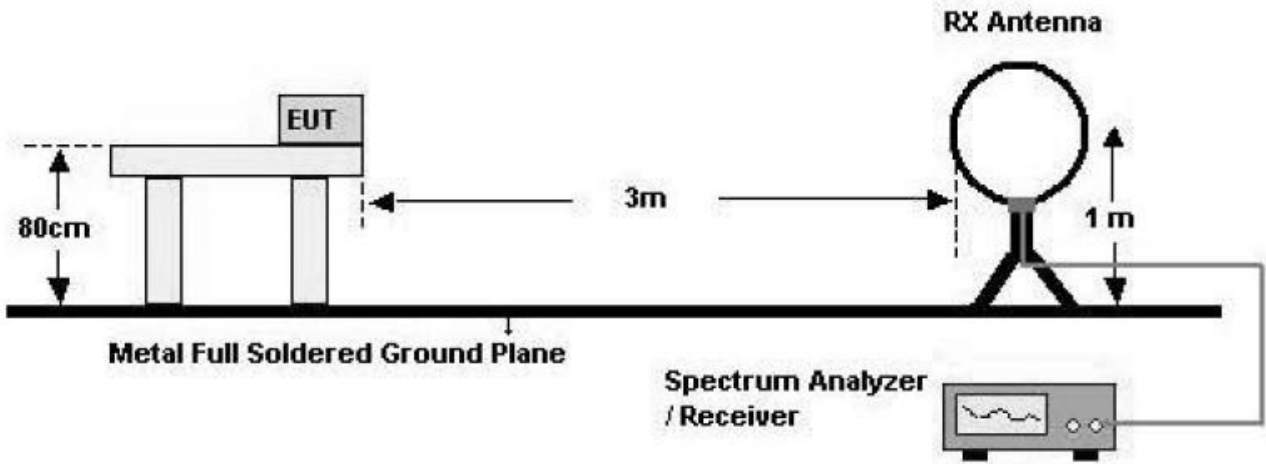 RX Antenna
EUT
3m
80cm
1 m
Metal Full Soldered Ground Plane
Spectrum Analyzer
/ Receiver